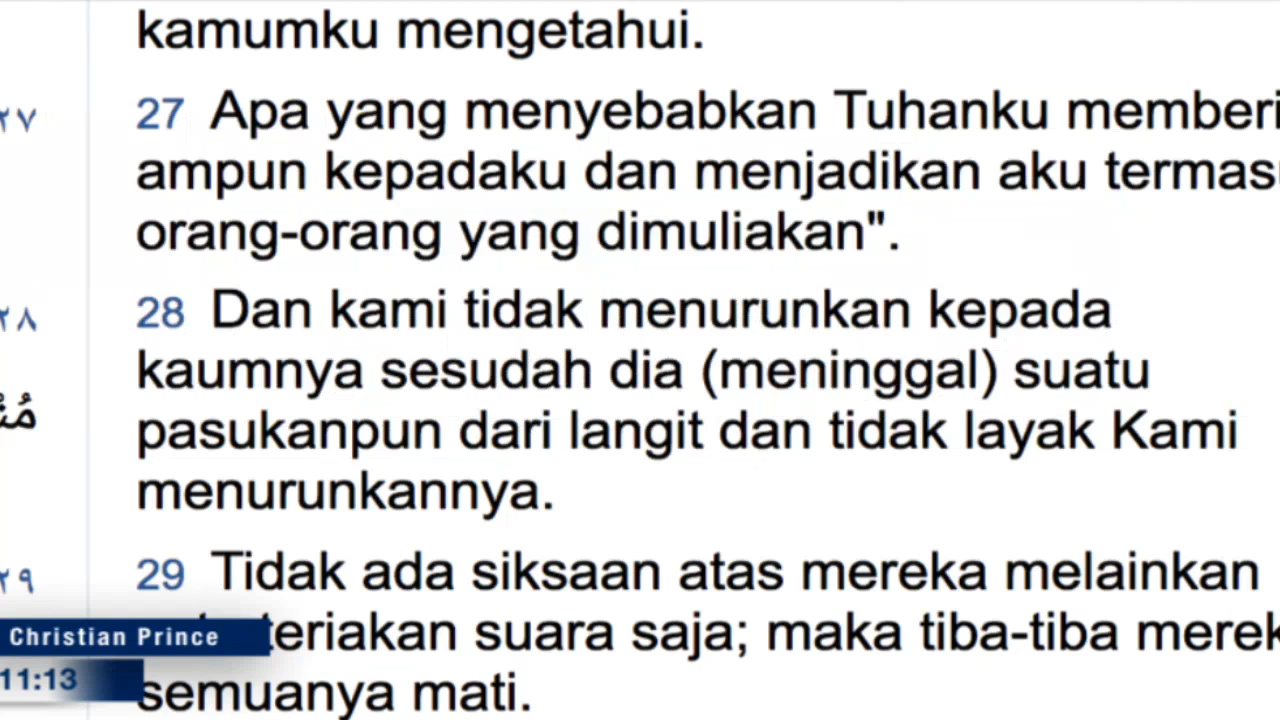 kamumku mengetahui.
٢٧
27 Apa yang menyebabkan Tuhanku memberi
ampun kepadaku dan menjadikan aku
orang-orang yang dimuliakan".
٢٨
28 Dan kami tidak menurunkan kepada
kaumnya sesudah dia (meninggal) suatu
pasukanpun dari langit dan tidak layak Kami
menurunkannya.
٢٩
29 Tidak ada siksaan atas mereka melainkan
suara saja; maka tiba-tiba
semuanya mati.
Christian Prince
11:13